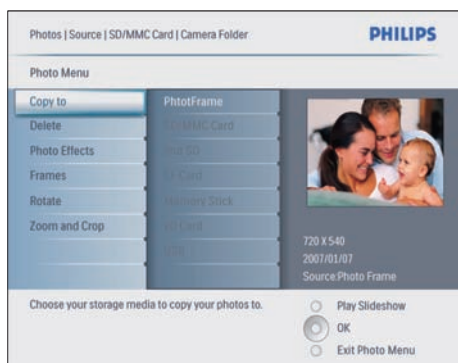 Photos | Source | SD/MMC Card | Camera Folder
PHILIPS
Photo Menu
Copy to
Delete
Photo Effects
Frames
Rotate
Zoom and Crop
PhtotFrame
SD/MMC Card
Memory Stick
USB
720 X 540
2007/01/07
Source:Photo Frame
Choose your storage media to copy your photos to.
Play Slideshow
OK
Exit Photo Menu